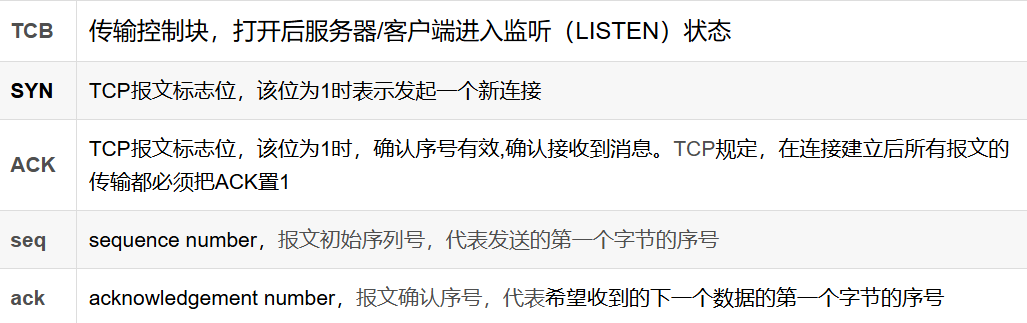 TCB 传输控制块，打开后服务器/客户端进入监听（LISTEN）状态
SYN TCP报文标志位，该位为1时表示发起一个新连接
ACK TCP报文标志位，该位为1时，确认序号有效,确认接收到消息。TCP规定，在连接建立后所有报文的
传输都必须把ACK置1
seq sequence number，报文初始序列号，代表发送的第一个字节的序号
ack acknowledgement number，报文确认序号，代表希望收到的下一个数据的第一个字节的序号